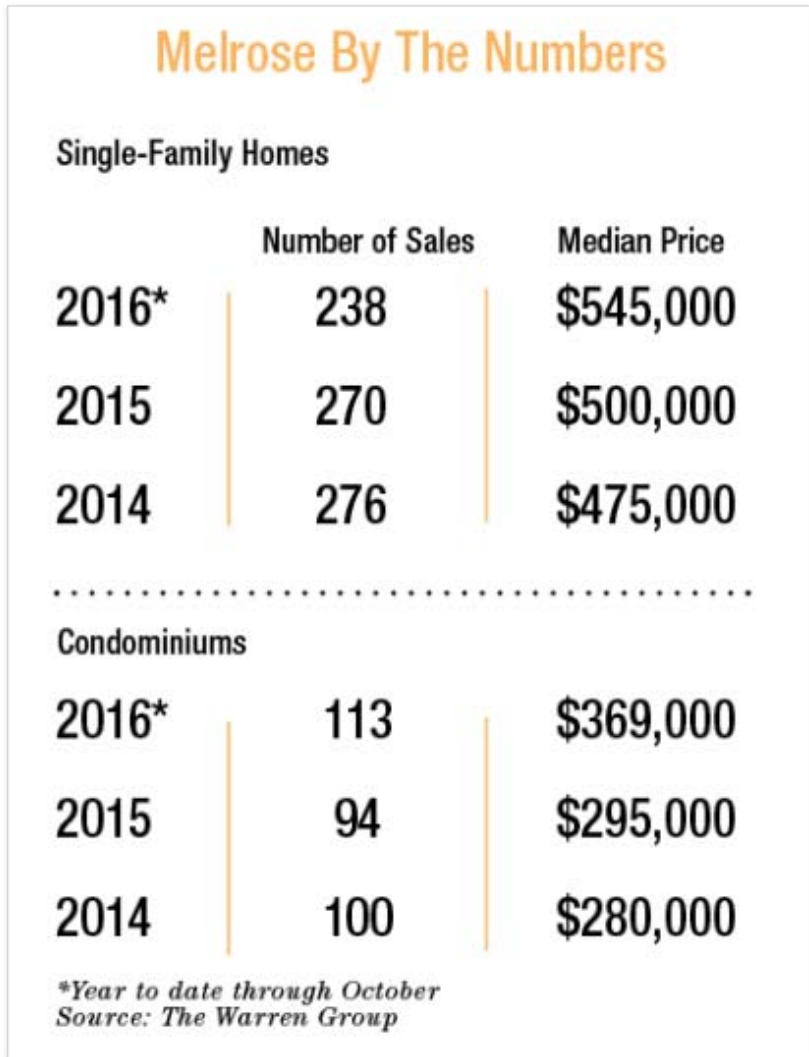 Melrose By The Numbers
Single-Family Homes
Number of Sales Median Price
2016* 238 $545,000
2015 270 $500,000
2014 276 $475,000
Condominiums
2016* 113 $369,000
2015 94 $295,000
2014 100 $280,000
*Year to date through October
Source: The Warren Group